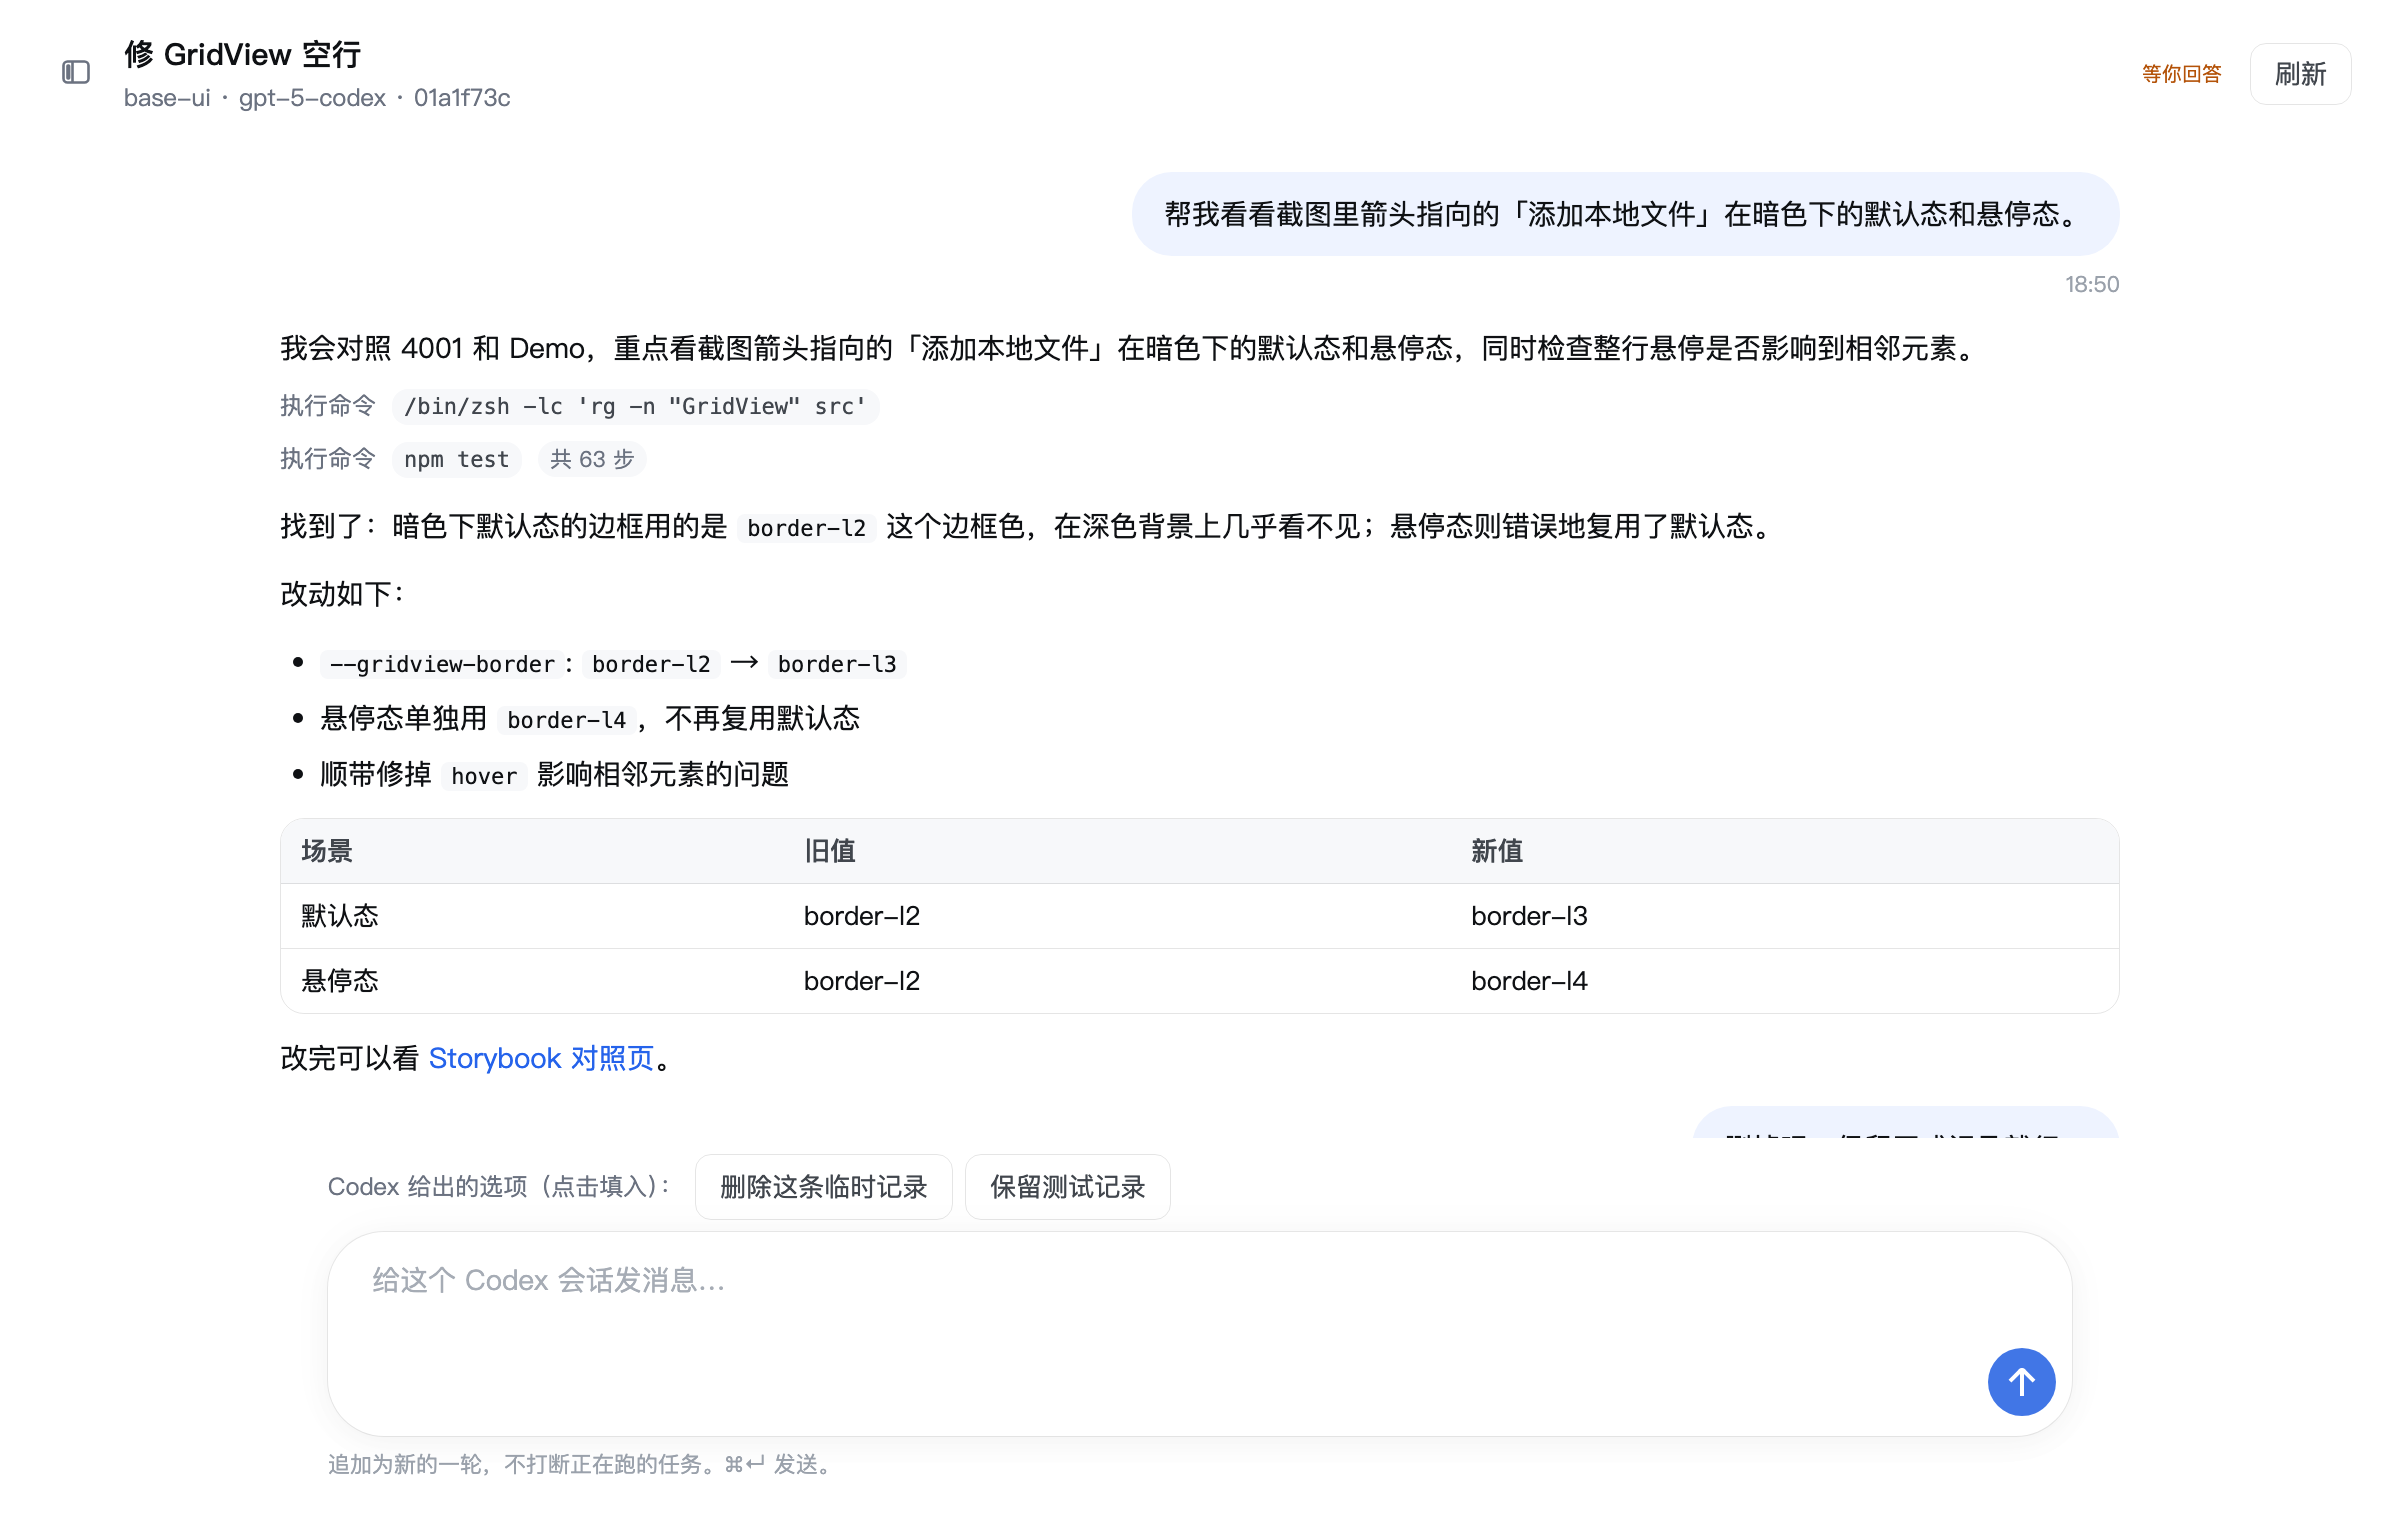 修 GridView 空行
base-ui · gpt-5-codex · 01a1f73c
等你回答
刷新
帮我看看截图里箭头指向的「添加本地文件」在暗色下的默认态和悬停态。
18:50
我会对照 4001 和 Demo，重点看截图箭头指向的「添加本地文件」在暗色下的默认态和悬停态，同时检查整行悬停是否影响到相邻元素。
执行命令 /bin/zsh -lc 'rg -n "GridView" src'
执行命令 npm test 共 63 步
找到了：暗色下默认态的边框用的是 border-l2 这个边框色，在深色背景上几乎看不见；悬停态则错误地复用了默认态。
改动如下：
• --gridview-border: border-l2 → border-l3
• 悬停态单独用 border-l4，不再复用默认态
• 顺带修掉 hover 影响相邻元素的问题
场景 旧值 新值
默认态 border-l2 border-l3
悬停态 border-l2 border-l4
改完可以看 Storybook 对照页。
Codex 给出的选项（点击填入）： 删除这条临时记录 保留测试记录
给这个 Codex 会话发消息…
追加为新的一轮，不打断正在跑的任务。⌘↵ 发送。